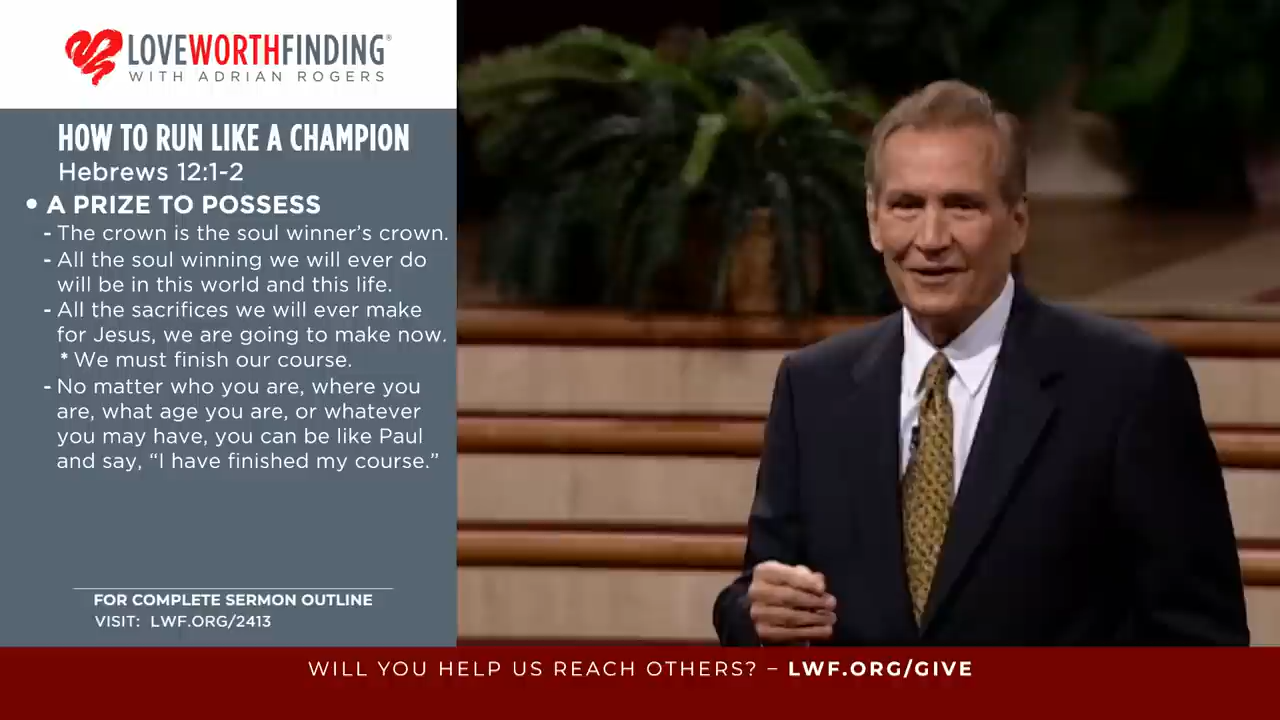 LOVEWORTHFINDING®
WITH ADRIAN ROGERS
HOW TO RUN LIKE A CHAMPION
Hebrews 12:1-2
• A PRIZE TO POSSESS
- The crown is the soul winner’s crown.
- All the soul winning we will ever do
will be in this world and this life.
- All the sacrifices we will ever make
for Jesus, we are going to make now.
* We must finish our course.
- No matter who you are, where you
are, what age you are, or whatever
you may have, you can be like Paul
and say, “I have finished my course.”
FOR COMPLETE SERMON OUTLINE
VISIT: LWF.ORG/2413
WILL YOU HELP US REACH OTHERS? – LWF.ORG/GIVE